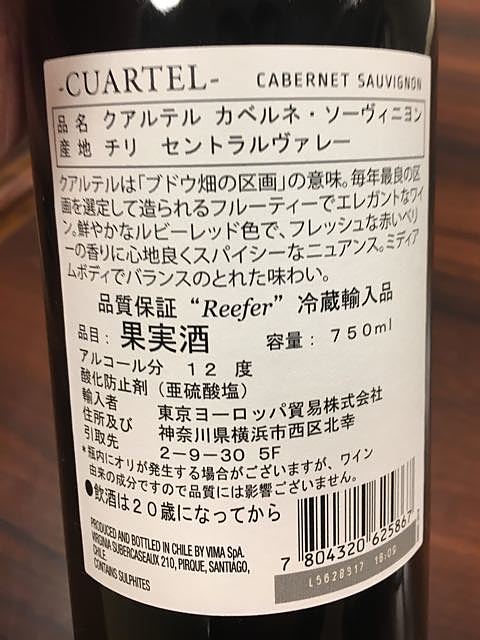 -CUARTEL- CABERNET SAUVIGNON
品名 クアルテル カベルネ・ソーヴィニヨン
産地 チリ セントラルヴァレー
クアルテルは「ブドウ畑の区画」の意味。毎年最良の区
画を選定して造られるフルーティーでエレガントなワイ
ン。鮮やかなルビーレッド色で、フレッシュな赤いベリ
ーの香りに心地良くスパイシーなニュアンス。ミディア
ムボディでバランスのとれた味わい。
品質保証 “Reefer” 冷蔵輸入品
品目: 果実酒 容量: 750ml
アルコール分 12 度
酸化防止剤(亜硫酸塩)
輸入者 東京ヨーロッパ貿易株式会社
住所及び 神奈川県横浜市西区北幸
引取先 2-9-30 5F
*瓶内にオリが発生する場合がございますが、ワイン
由来の成分ですので品質には影響ございません。
●飲酒は20歳になってから
PRODUCED AND BOTTLED IN CHILE BY VIMA SpA.
VIRGINIA SUBERCASEAUX 210, PIRQUE, SANTIAGO,
CHILE
CONTAINS SULPHITES
7 804320 625867